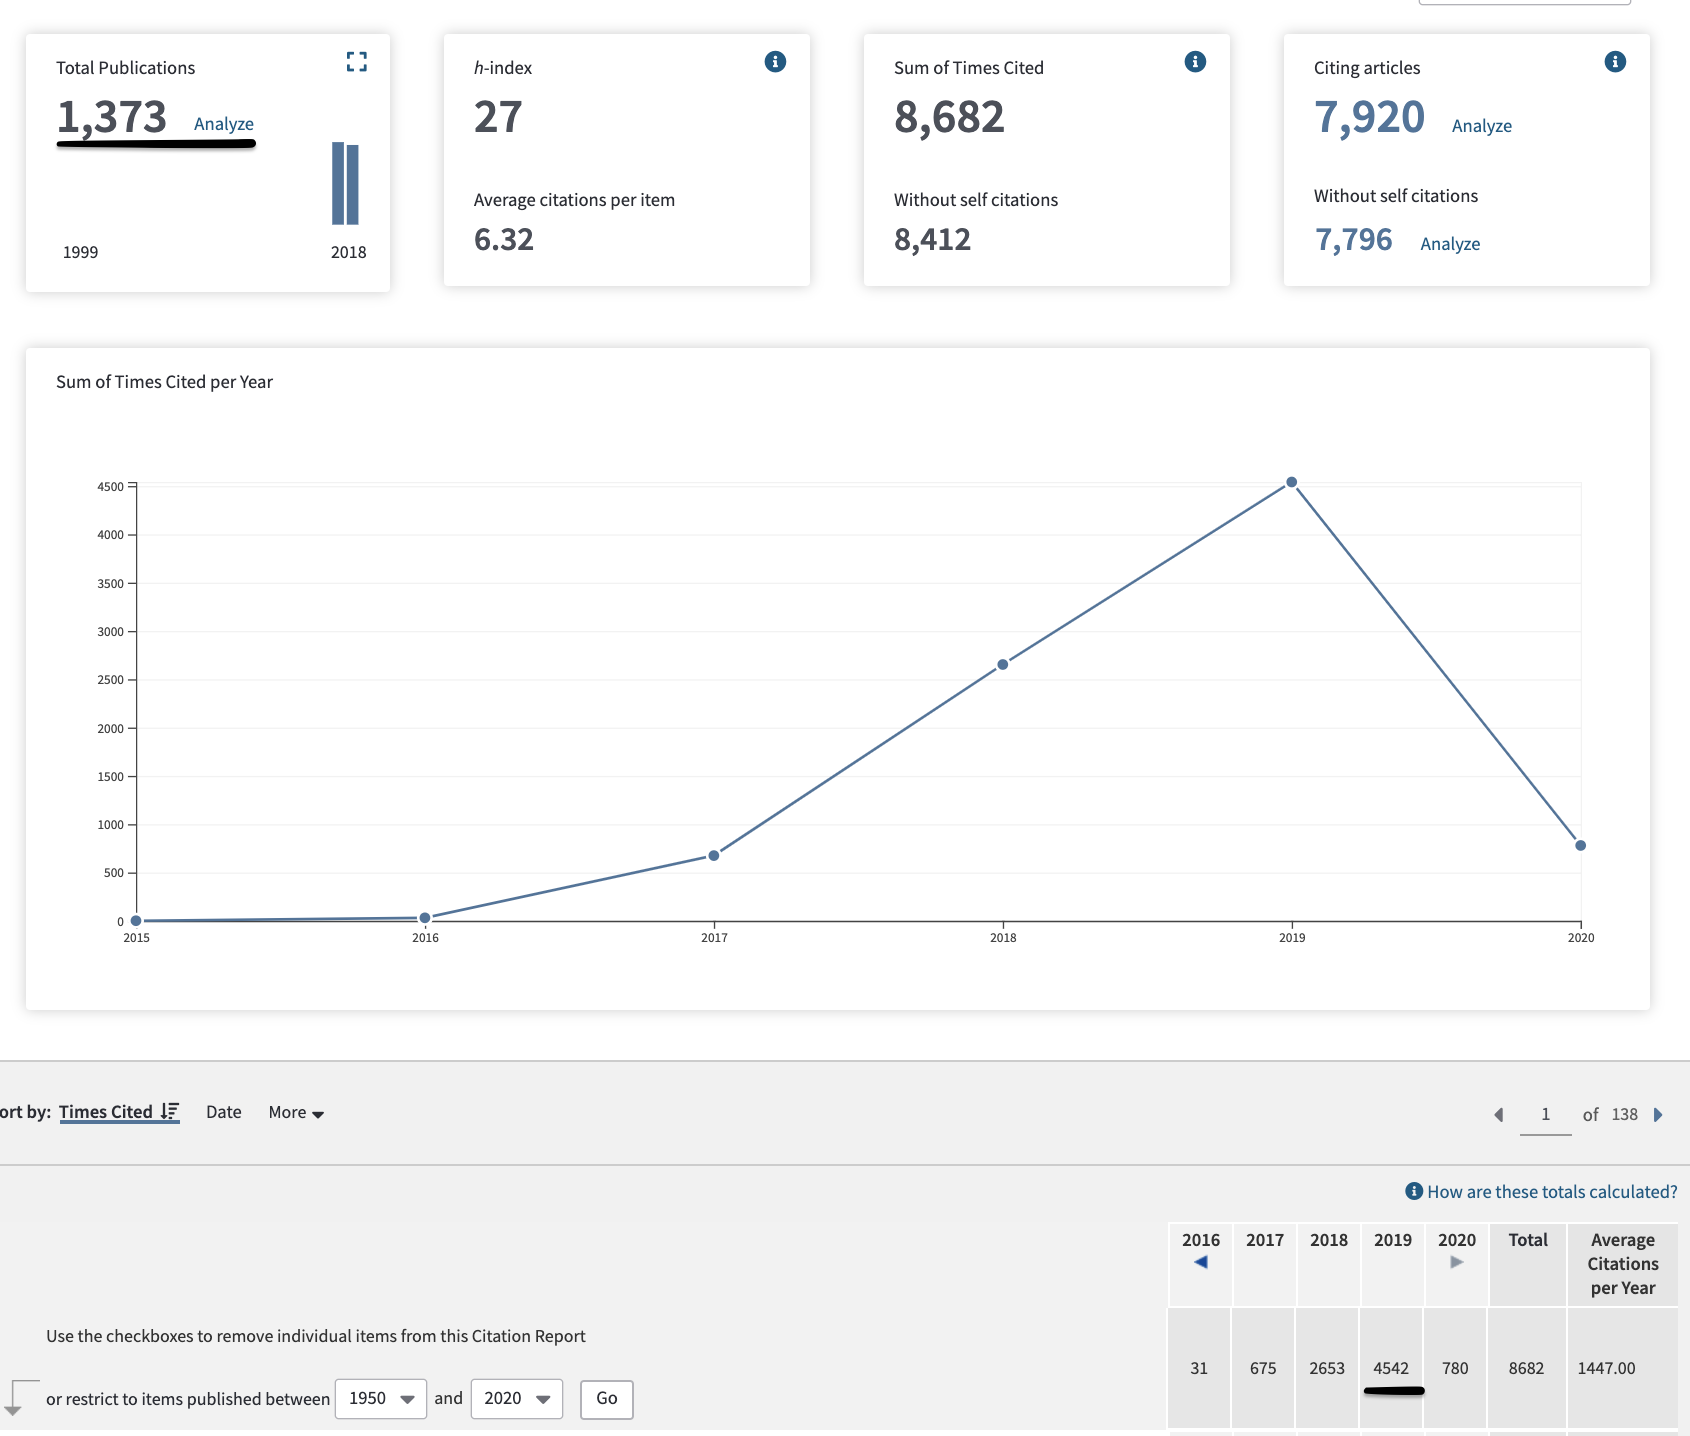 Total Publications
1,373 Analyze
1999 2018
h-index
27
Average citations per item
6.32
Sum of Times Cited
8,682
Without self citations
8,412
Citing articles
7,920 Analyze
Without self citations
7,796 Analyze
Sum of Times Cited per Year
4500
4000
3500
3000
2500
2000
1500
1000
500
0
2015 2016 2017 2018 2019 2020
ort by: Times Cited Date More
1 of 138
How are these totals calculated?
2016 2017 2018 2019 2020 Total Average
Citations
per Year
Use the checkboxes to remove individual items from this Citation Report
31 675 2653 4542 780 8682 1447.00
or restrict to items published between 1950 and 2020 Go